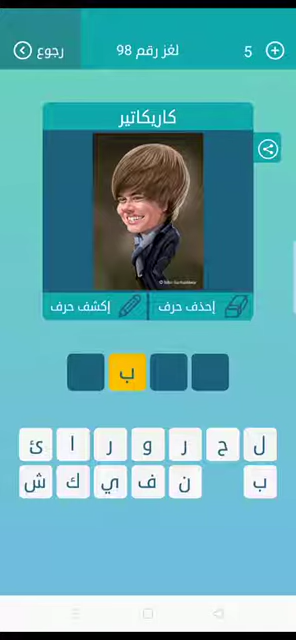 5 لغز رقم 98 رجوع
كاريكاتير
إحذف حرف إكشف حرف
ب
ل ح ر و ر ا ئ
ب ن ي ف ك ش